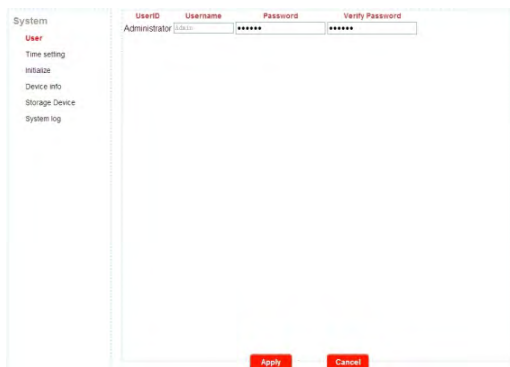 System
User
Time setting
Initialize
Device info
Storage Device
System log
UserID Username Password Verify Password
Administrator Admin •••••• ••••••
Apply Cancel